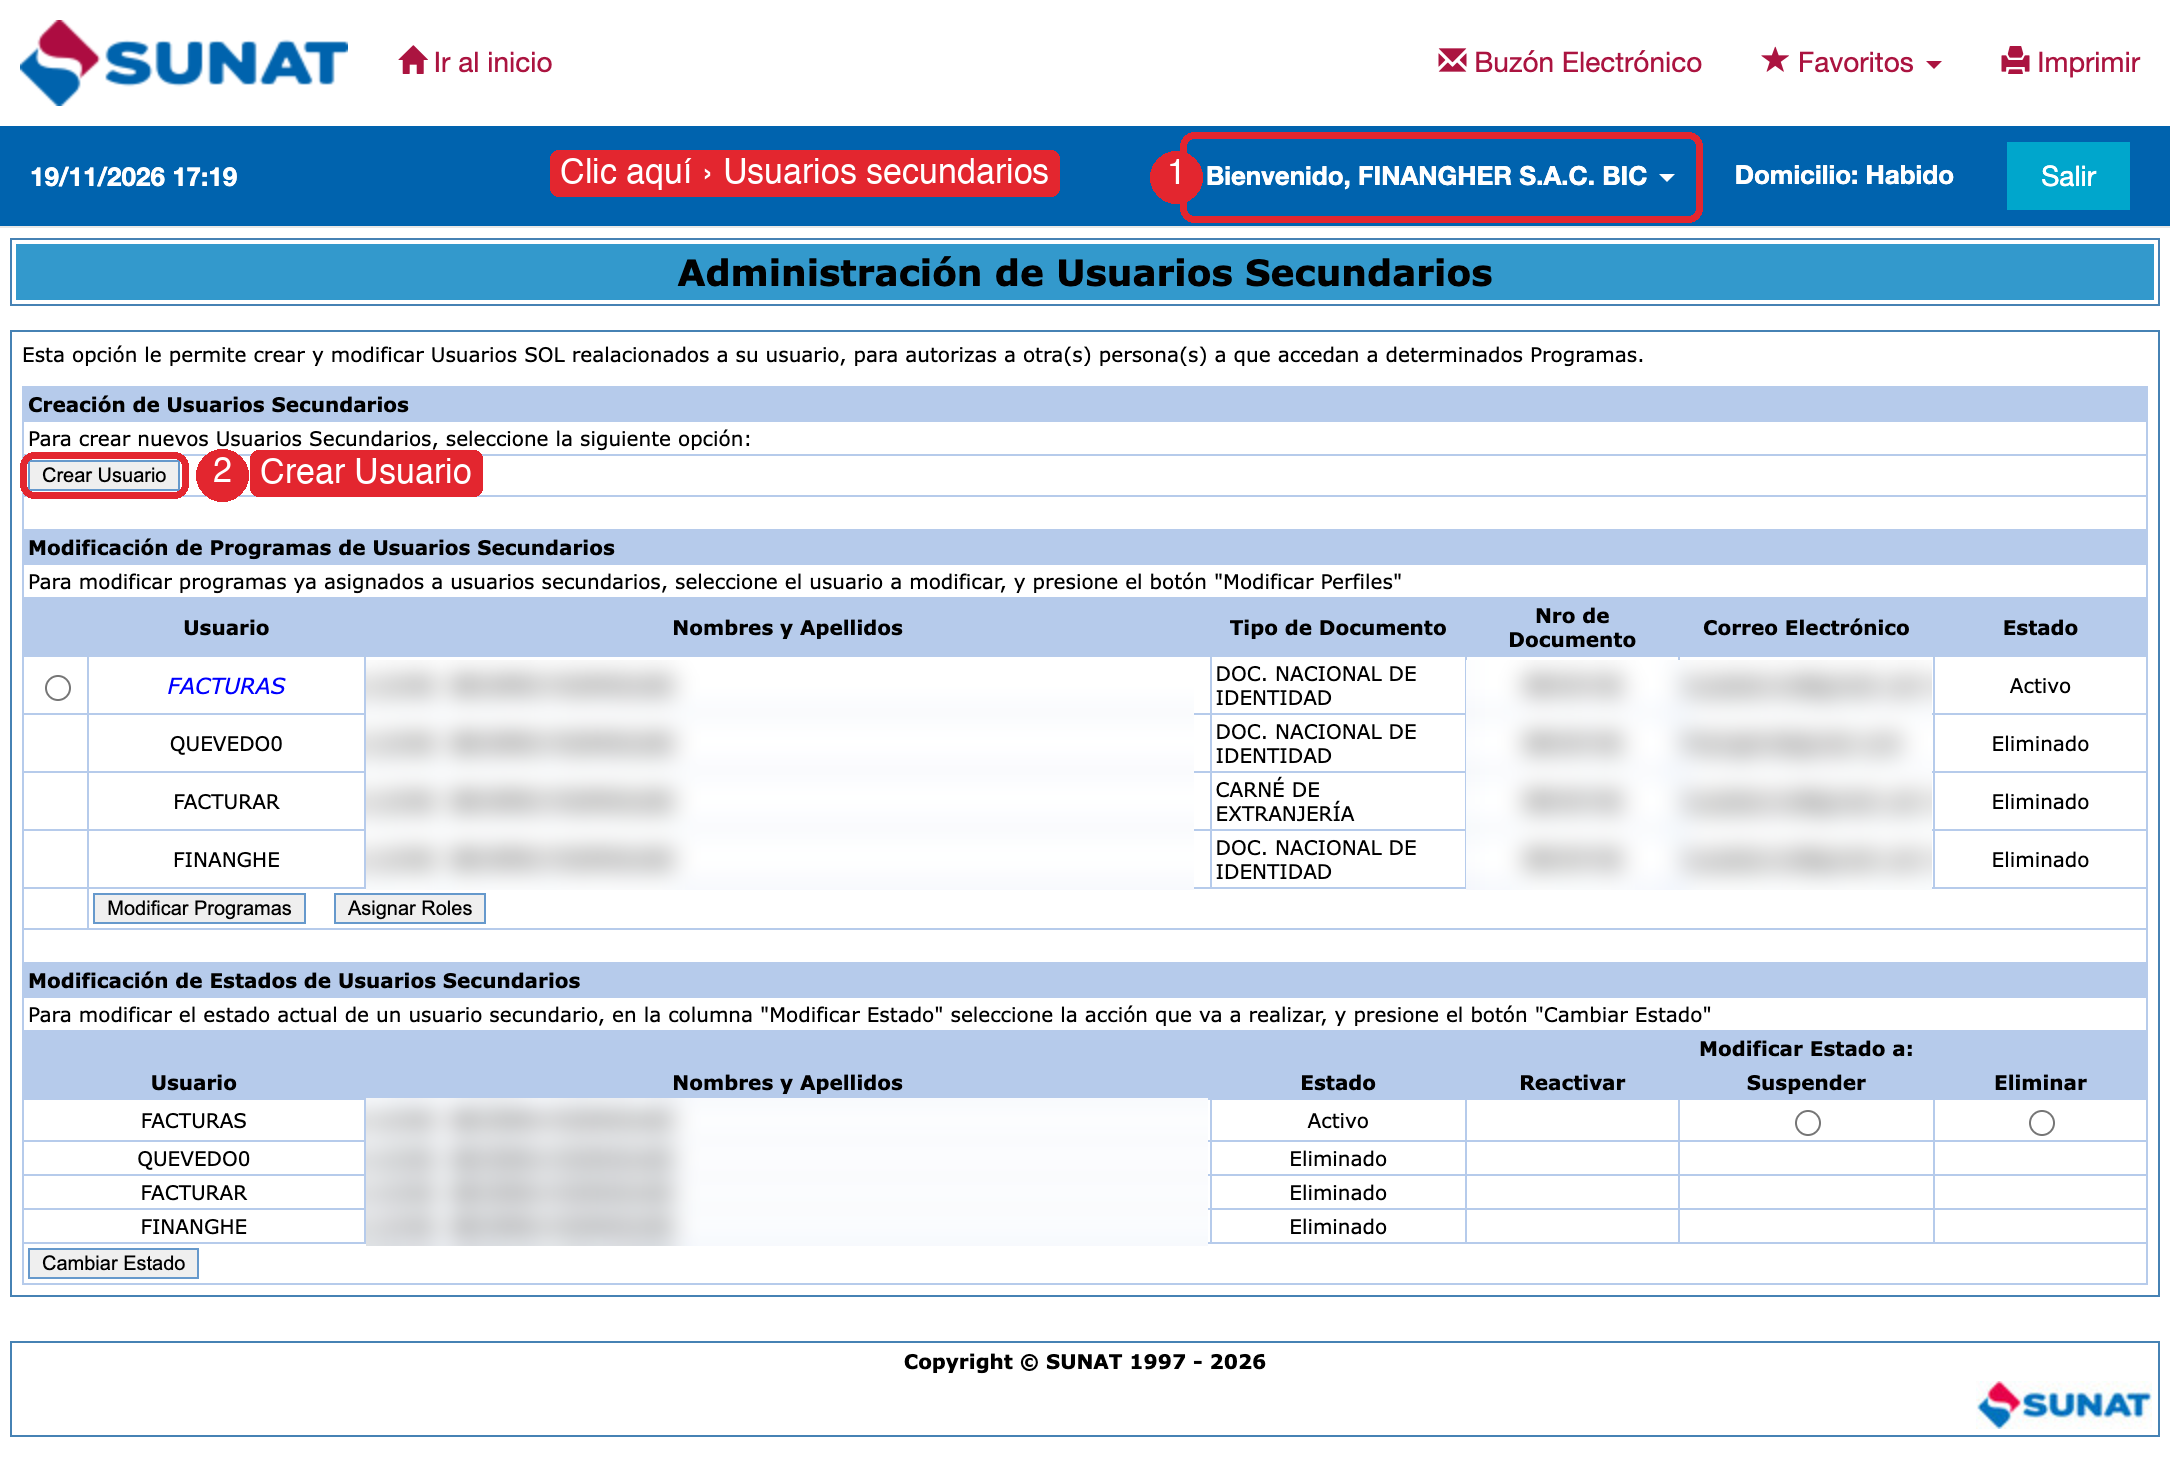 SUNAT
Ir al inicio
Buzón Electrónico
Favoritos
Imprimir
19/11/2026 17:19
Clic aquí › Usuarios secundarios
1
Bienvenido, FINANGHER S.A.C. BIC
Domicilio: Habido
Salir
Administración de Usuarios Secundarios
Esta opción le permite crear y modificar Usuarios SOL realacionados a su usuario, para autorizas a otra(s) persona(s) a que accedan a determinados Programas.
Creación de Usuarios Secundarios
Para crear nuevos Usuarios Secundarios, seleccione la siguiente opción:
Crear Usuario
2
Crear Usuario
Modificación de Programas de Usuarios Secundarios
Para modificar programas ya asignados a usuarios secundarios, seleccione el usuario a modificar, y presione el botón "Modificar Perfiles"
Usuario Nombres y Apellidos Tipo de Documento Nro de Documento Correo Electrónico Estado
FACTURAS DOC. NACIONAL DE IDENTIDAD Activo
QUEVEDO0 DOC. NACIONAL DE IDENTIDAD Eliminado
FACTURAR CARNÉ DE EXTRANJERÍA Eliminado
FINANGHE DOC. NACIONAL DE IDENTIDAD Eliminado
Modificar Programas Asignar Roles
Modificación de Estados de Usuarios Secundarios
Para modificar el estado actual de un usuario secundario, en la columna "Modificar Estado" seleccione la acción que va a realizar, y presione el botón "Cambiar Estado"
Modificar Estado a:
Usuario Nombres y Apellidos Estado Reactivar Suspender Eliminar
FACTURAS Activo
QUEVEDO0 Eliminado
FACTURAR Eliminado
FINANGHE Eliminado
Cambiar Estado
Copyright © SUNAT 1997 - 2026
SUNAT